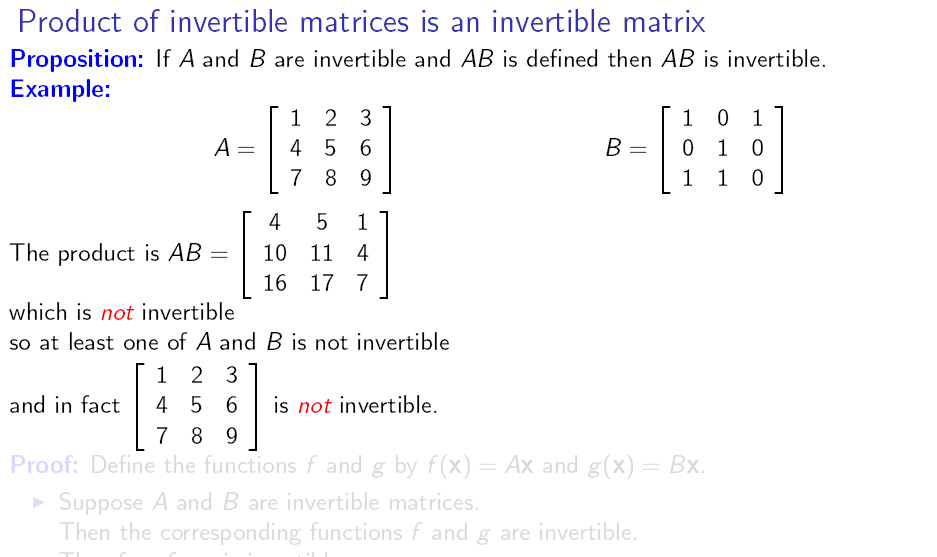 Product of invertible matrices is an invertible matrix
Proposition: If A and B are invertible and AB is defined then AB is invertible.
Example:
A = [ 1 2 3 ; 4 5 6 ; 7 8 9 ] B = [ 1 0 1 ; 0 1 0 ; 1 1 0 ]
The product is AB = [ 4 5 1 ; 10 11 4 ; 16 17 7 ]
which is not invertible
so at least one of A and B is not invertible
and in fact [ 1 2 3 ; 4 5 6 ; 7 8 9 ] is not invertible.
Proof: Define the functions f and g by f(x) = Ax and g(x) = Bx.
▶ Suppose A and B are invertible matrices.
Then the corresponding functions f and g are invertible.